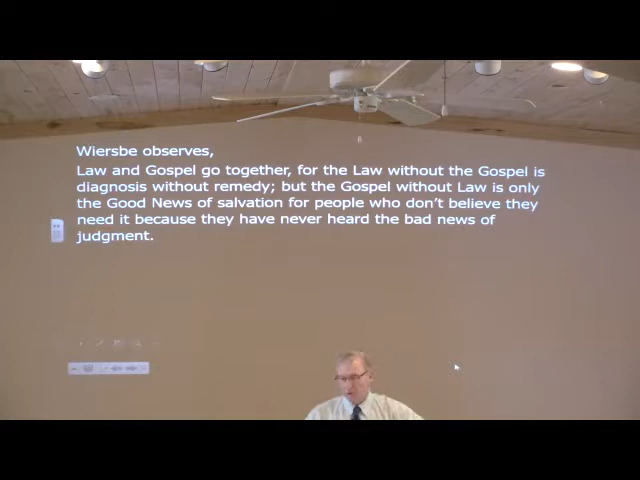 Wiersbe observes,
Law and Gospel go together, for the Law without the Gospel is
diagnosis without remedy; but the Gospel without Law is only
the Good News of salvation for people who don't believe they
need it because they have never heard the bad news of
judgment.